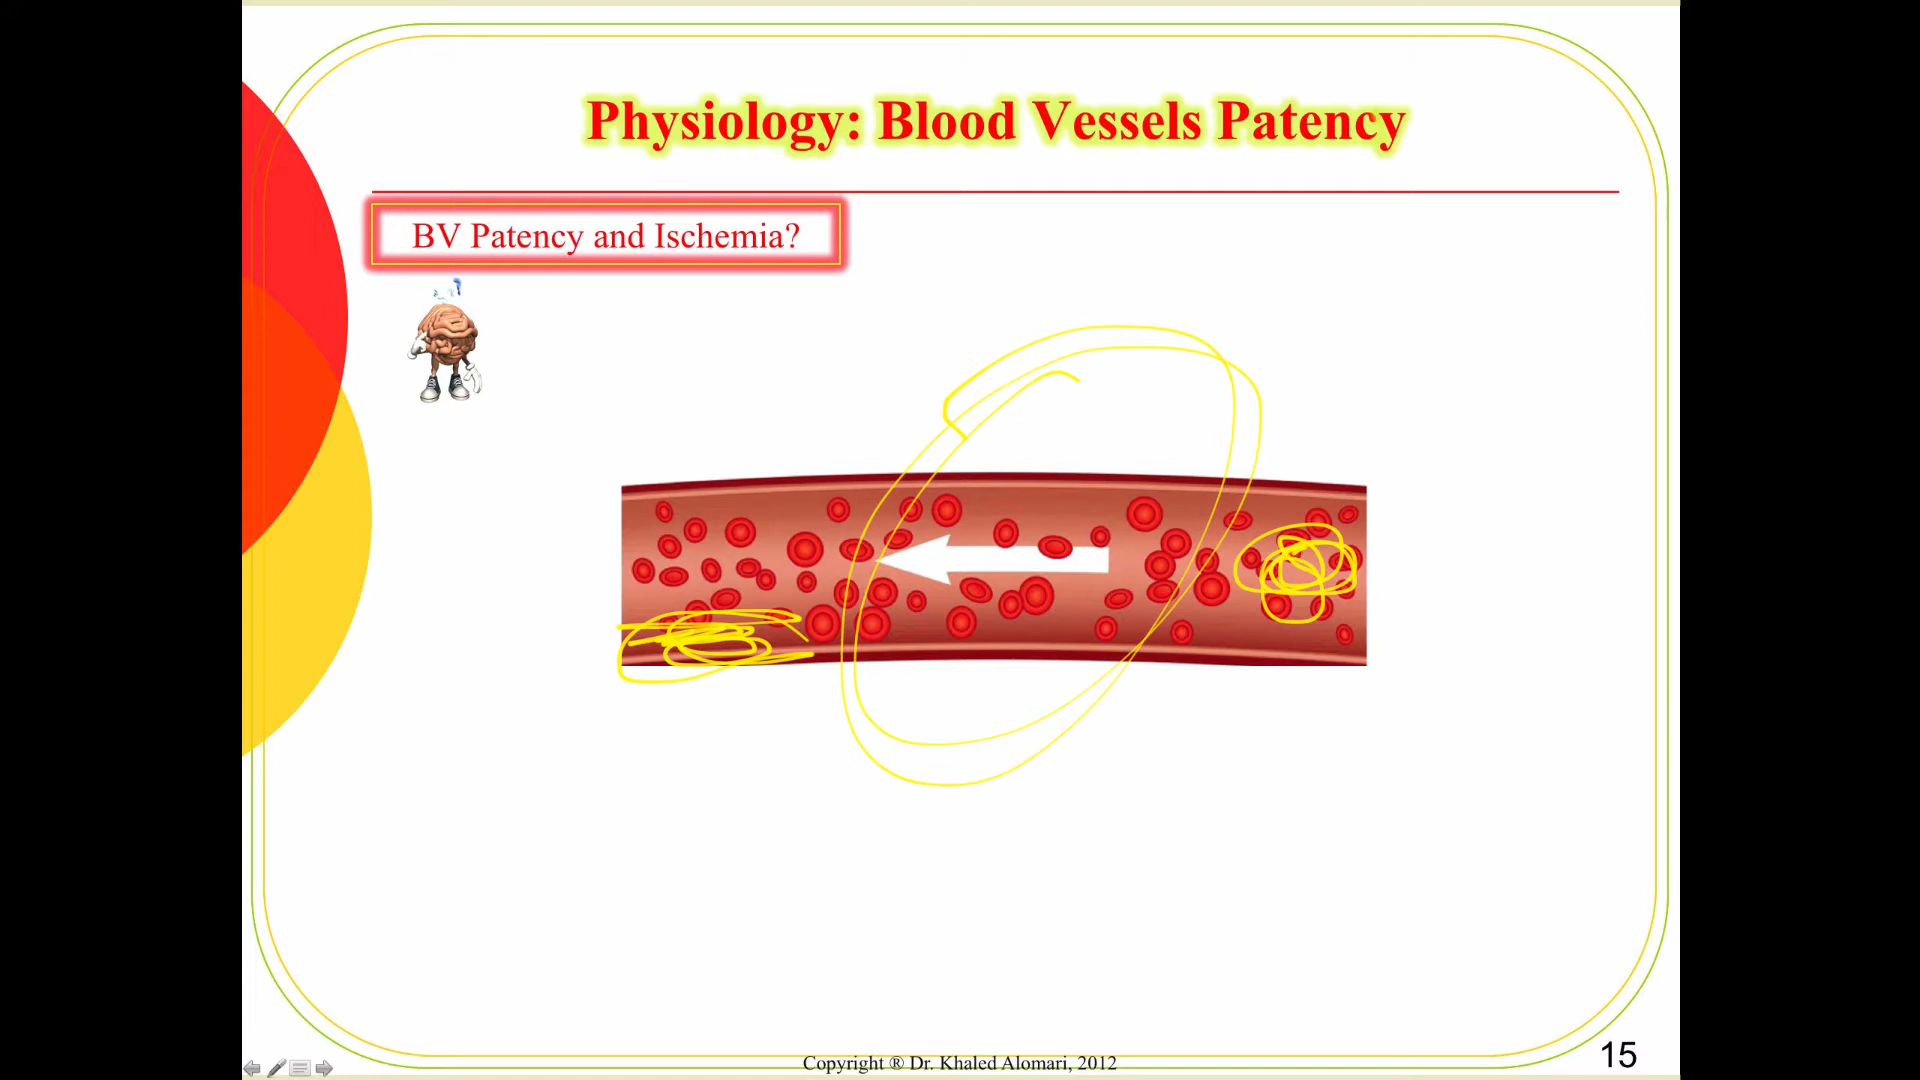 Physiology: Blood Vessels Patency
BV Patency and Ischemia?
Copyright ® Dr. Khaled Alomari, 2012
15